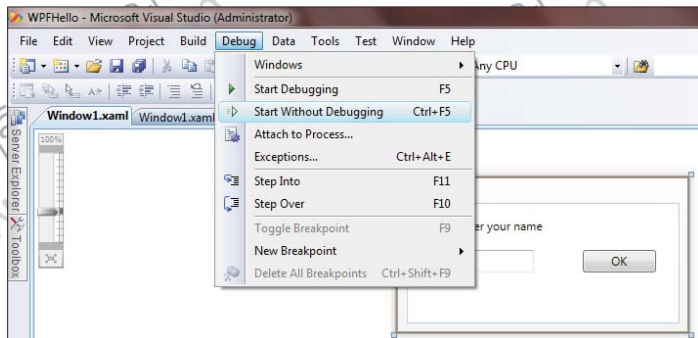 WPFHello - Microsoft Visual Studio (Administrator)
File Edit View Project Build Debug Data Tools Test Window Help
Any CPU
Windows
Start Debugging F5
Start Without Debugging Ctrl+F5
Attach to Process...
Exceptions... Ctrl+Alt+E
Step Into F11
Step Over F10
Toggle Breakpoint F9
New Breakpoint
Delete All Breakpoints Ctrl+Shift+F9
Window1.xaml Window1.xaml
100%
Server Explorer
Toolbox
er your name
OK